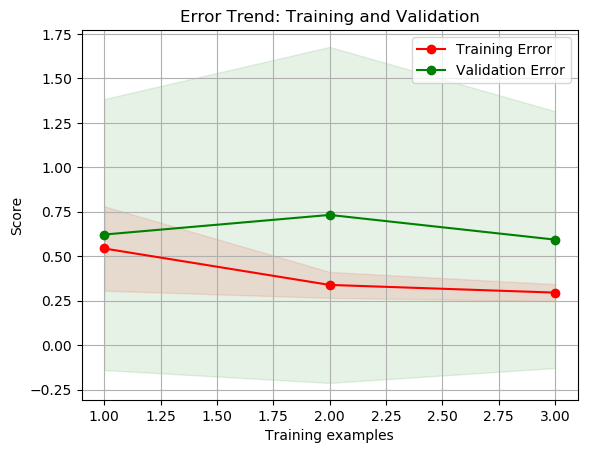 Error Trend: Training and Validation
Training Error
Validation Error
Score
1.75
1.50
1.25
1.00
0.75
0.50
0.25
0.00
−0.25
1.00 1.25 1.50 1.75 2.00 2.25 2.50 2.75 3.00
Training examples